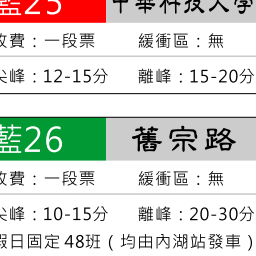 藍25 中華科技大學
收費：一段票 緩衝區：無
尖峰：12-15分 離峰：15-20分
藍26 舊宗路
收費：一段票 緩衝區：無
尖峰：10-15分 離峰：20-30分
假日固定48班（均由內湖站發車）